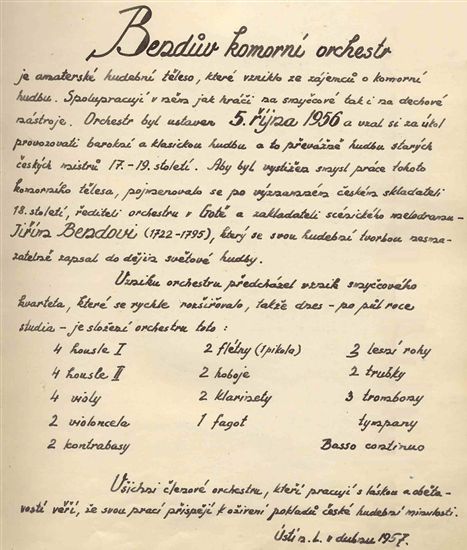 Bendův komorní orchestr
je amaterské hudební těleso, které vzniklo ze zájemců o komorní
hudbu. Spolupracují v něm jak hráči na smyčcové tak i na dechové
nástroje. Orchestr byl ustaven 5. října 1956 a vzal si za úkol
provozovati barokní a klasickou hudbu a to převážně hudbu starých
českých mistrů 17.-19. století. Aby byl vystižen smysl práce tohoto
komorního tělesa, pojmenovalo se po významném českém skladateli
18. století, řediteli orchestru v Gotě a zakladateli scénického melodramu-
Jiřím Bendovi (1722-1795), který se svou hudební tvorbou nesma-
zatelně zapsal do dějin světové hudby.
Vzniku orchestru předcházel vznik smyčcového
kvarteta, které se rychle rozšiřovalo, takže dnes - po půl roce
studia - je složení orchestru toto :
4 housle I 2 flétny (1 pikola) 2 lesní rohy
4 housle II 2 hoboje 2 trubky
4 violy 2 klarinety 3 trombony
2 violoncela 1 fagot tympany
2 kontrabasy Basso continuo
Všichni členové orchestru, kteří pracují s láskou a oběta-
vostí věří, že svou prací přispějí k oživení pokladů české hudební minulosti.
Ústí n. L. v dubnu 1957.